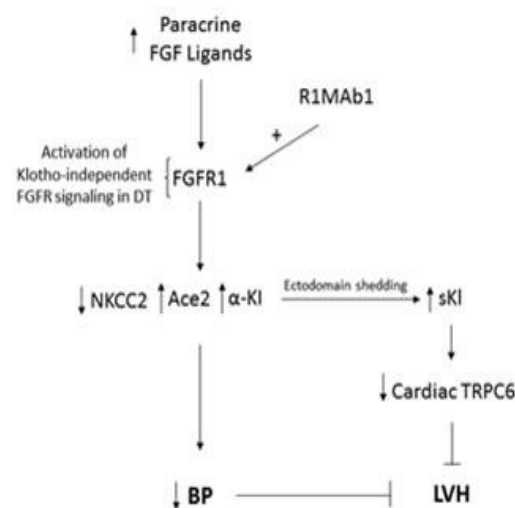 Paracrine
FGF Ligands
R1MAb1
+
Activation of
Klotho-independent
FGFR signaling in DT
FGFR1
NKCC2 Ace2 α-Kl
Ectodomain shedding
sKl
Cardiac TRPC6
BP
LVH